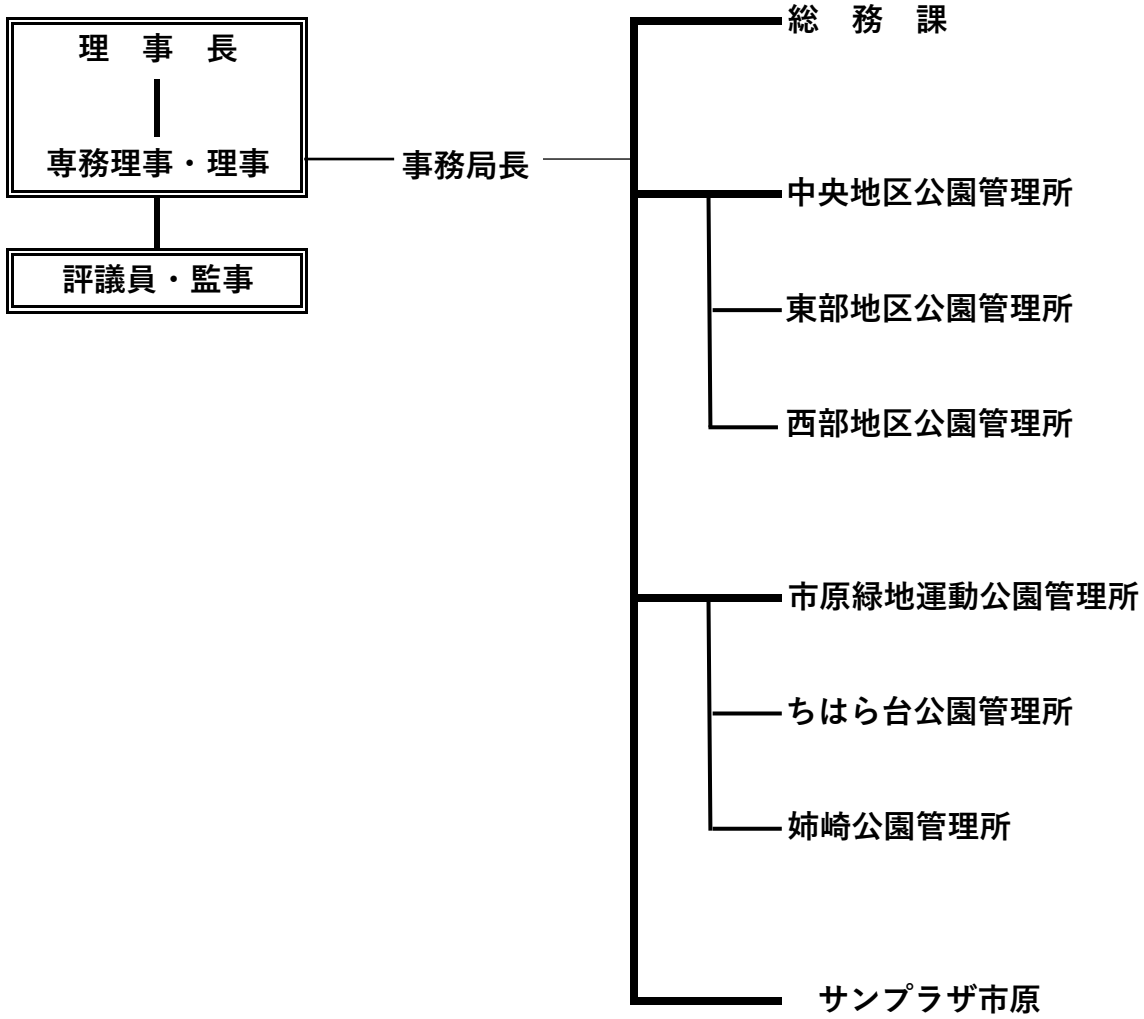 理　事　長
専務理事・理事
評議員・監事
事務局長
総　務　課
中央地区公園管理所
東部地区公園管理所
西部地区公園管理所
市原緑地運動公園管理所
ちはら台公園管理所
姉崎公園管理所
サンプラザ市原